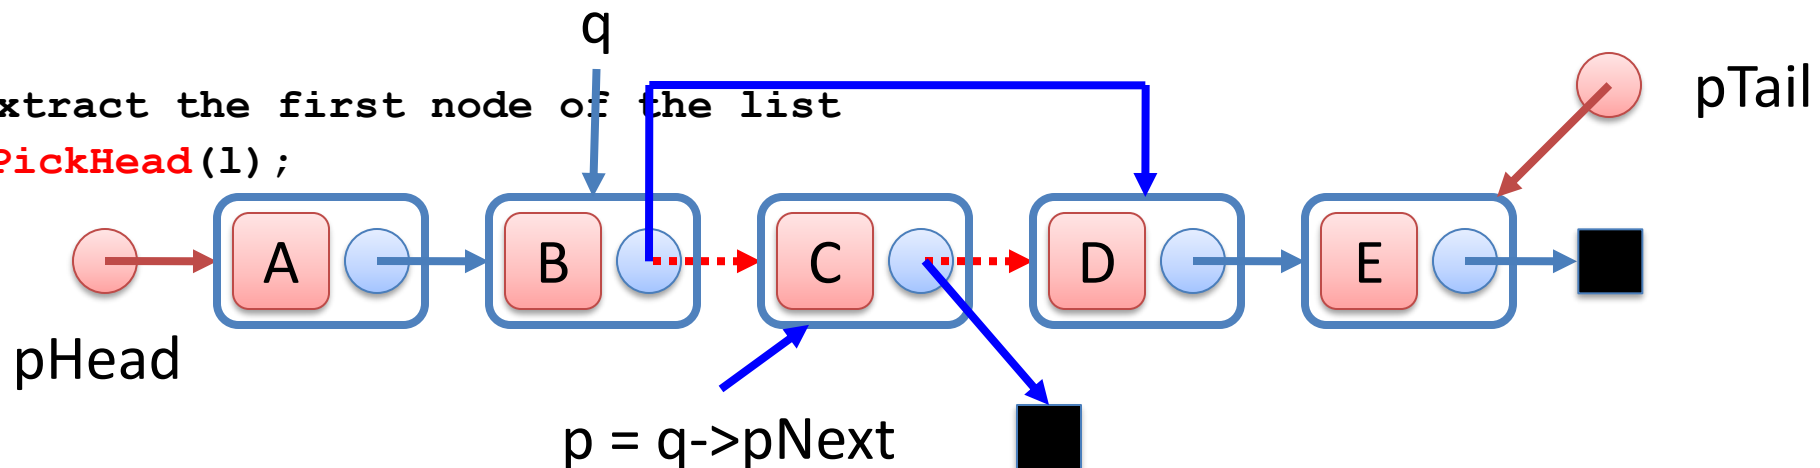 q
xtract the first node of the list
pTail
PickHead(l);
A B C D E
pHead
p = q->pNext